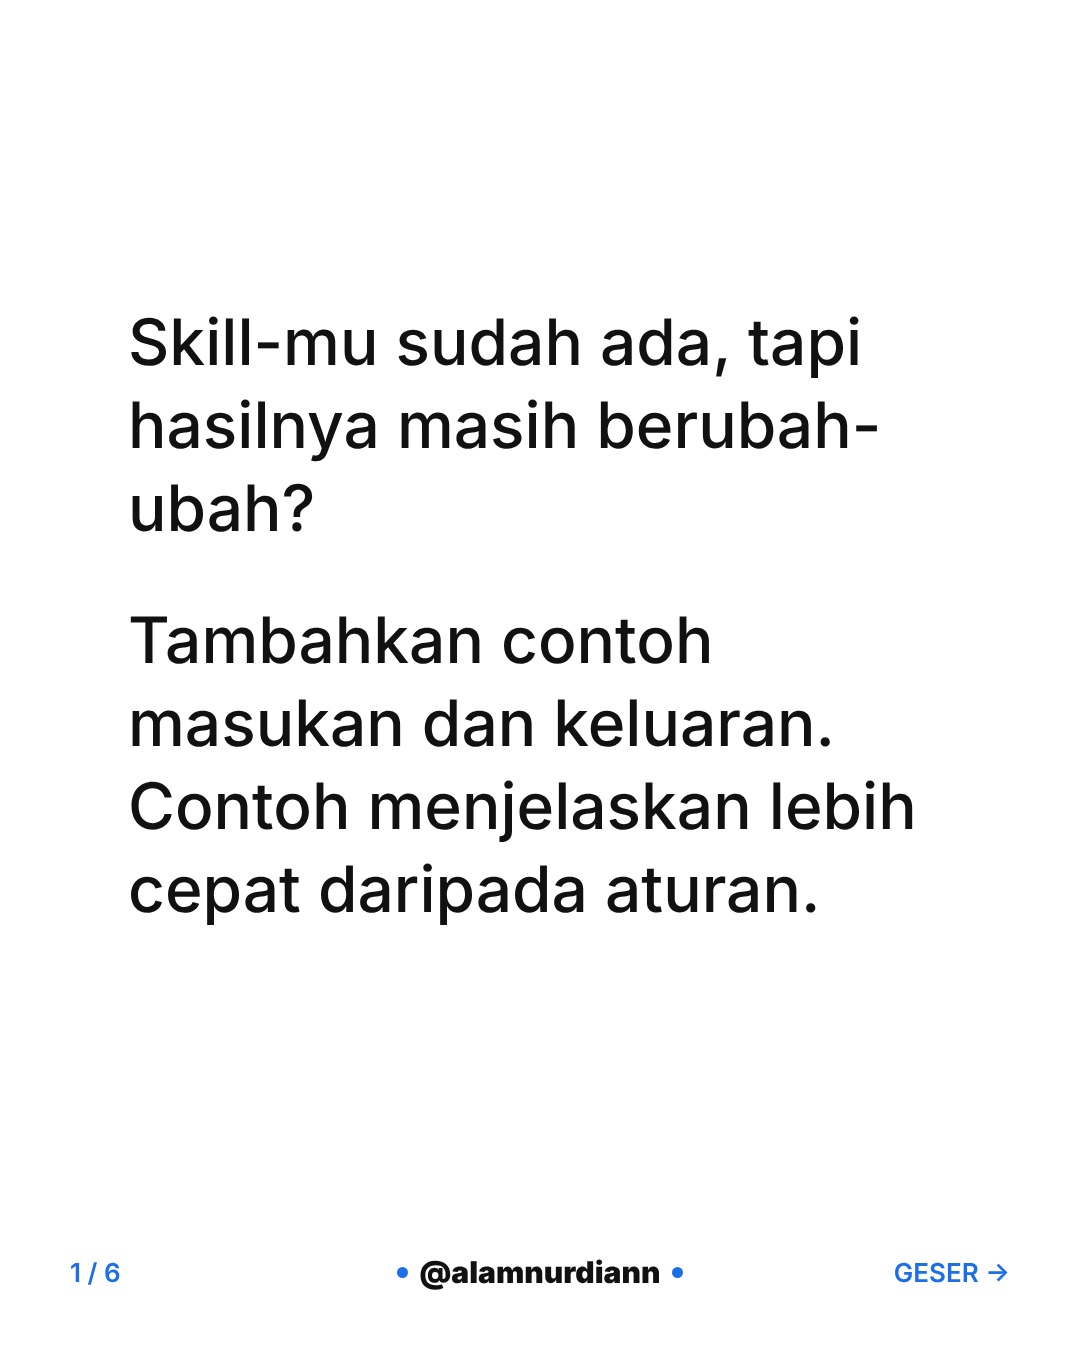 Skill-mu sudah ada, tapi
hasilnya masih berubah-
ubah?
Tambahkan contoh
masukan dan keluaran.
Contoh menjelaskan lebih
cepat daripada aturan.
1 / 6
• @alamnurdiann •
GESER →